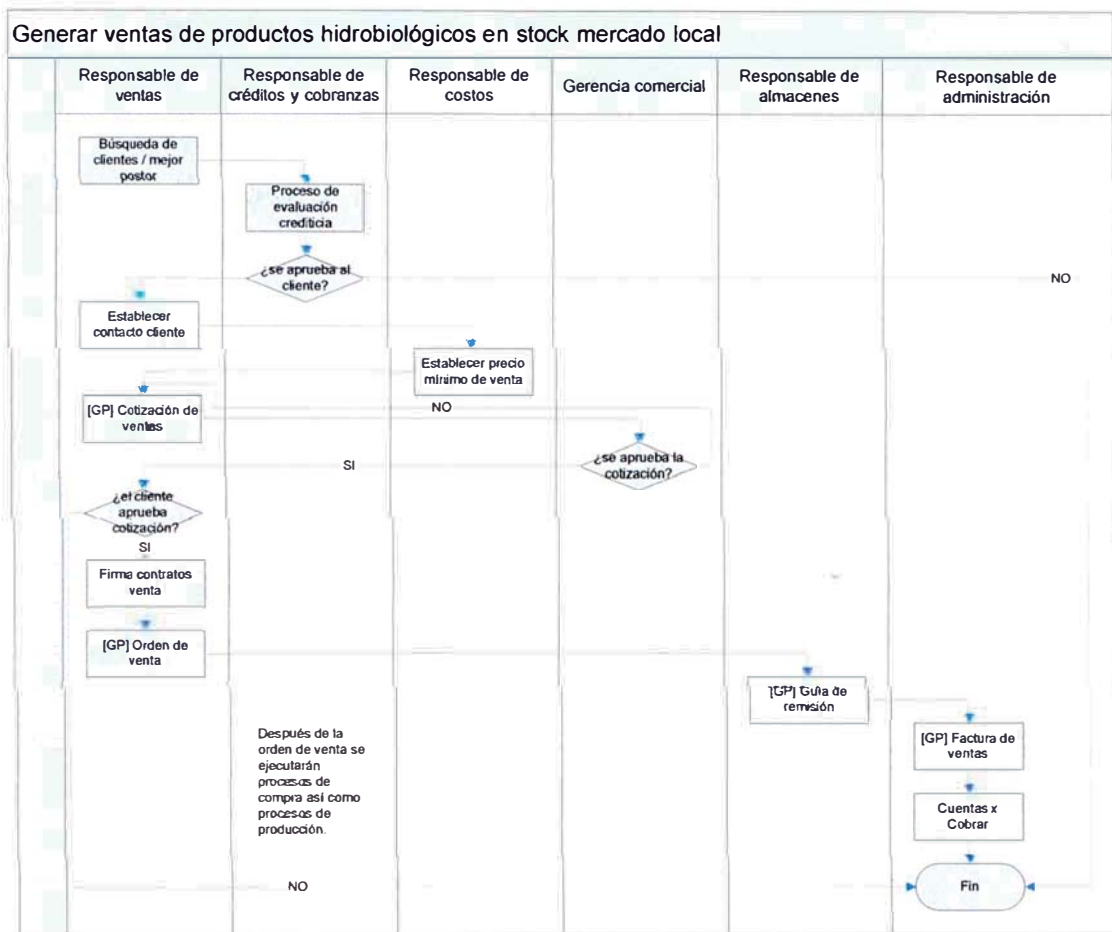 Generar ventas de productos hidrobiológicos en stock mercado local
Responsable de
ventas
Responsable de
créditos y cobranzas
Responsable de
costos
Gerencia comercial
Responsable de
almacenes
Responsable de
administración
Búsqueda de
clientes / mejor
postor
Proceso de
evaluación
crediticia
¿se aprueba al
cliente?
NO
Establecer
contacto cliente
Establecer precio
mínimo de venta
[GP] Cotización de
ventas
NO
¿se aprueba la
cotización?
SI
¿el cliente
aprueba
cotización?
SI
Firma contratos
venta
[GP] Orden de
venta
[GP] Guía de
remisión
[GP] Factura de
ventas
Después de la
orden de venta se
ejecutarán
procesos de
compra así como
procesos de
producción.
Cuentas x
Cobrar
NO
Fin